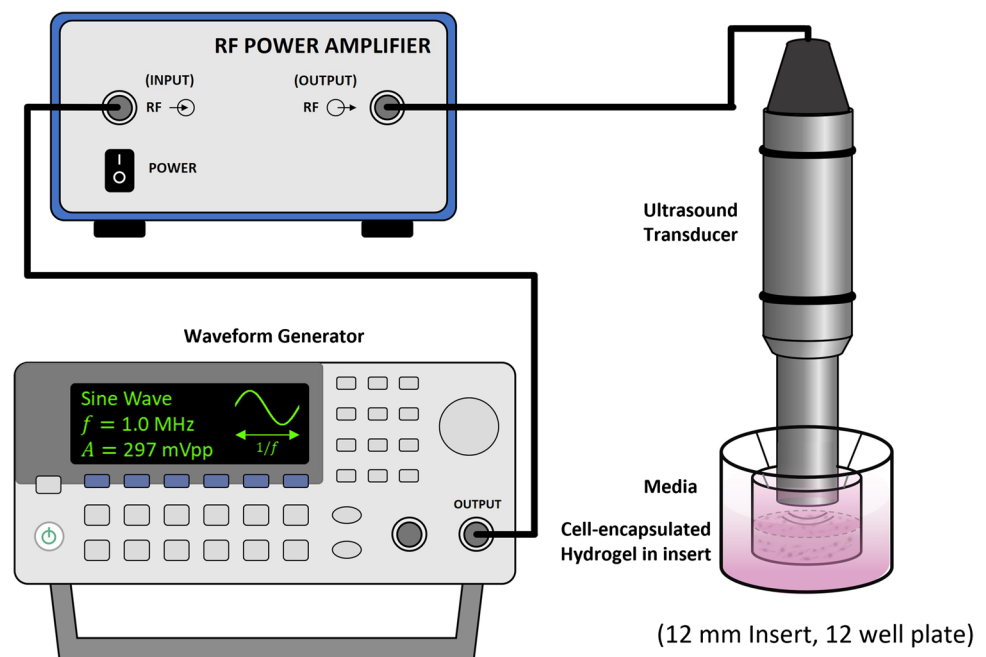 RF POWER AMPLIFIER
(INPUT)
(OUTPUT)
RF
RF
POWER
Ultrasound
Transducer
Waveform Generator
Sine Wave
f = 1.0 MHz
A = 297 mVpp
1/f
OUTPUT
Media
Cell-encapsulated
Hydrogel in insert
(12 mm Insert, 12 well plate)